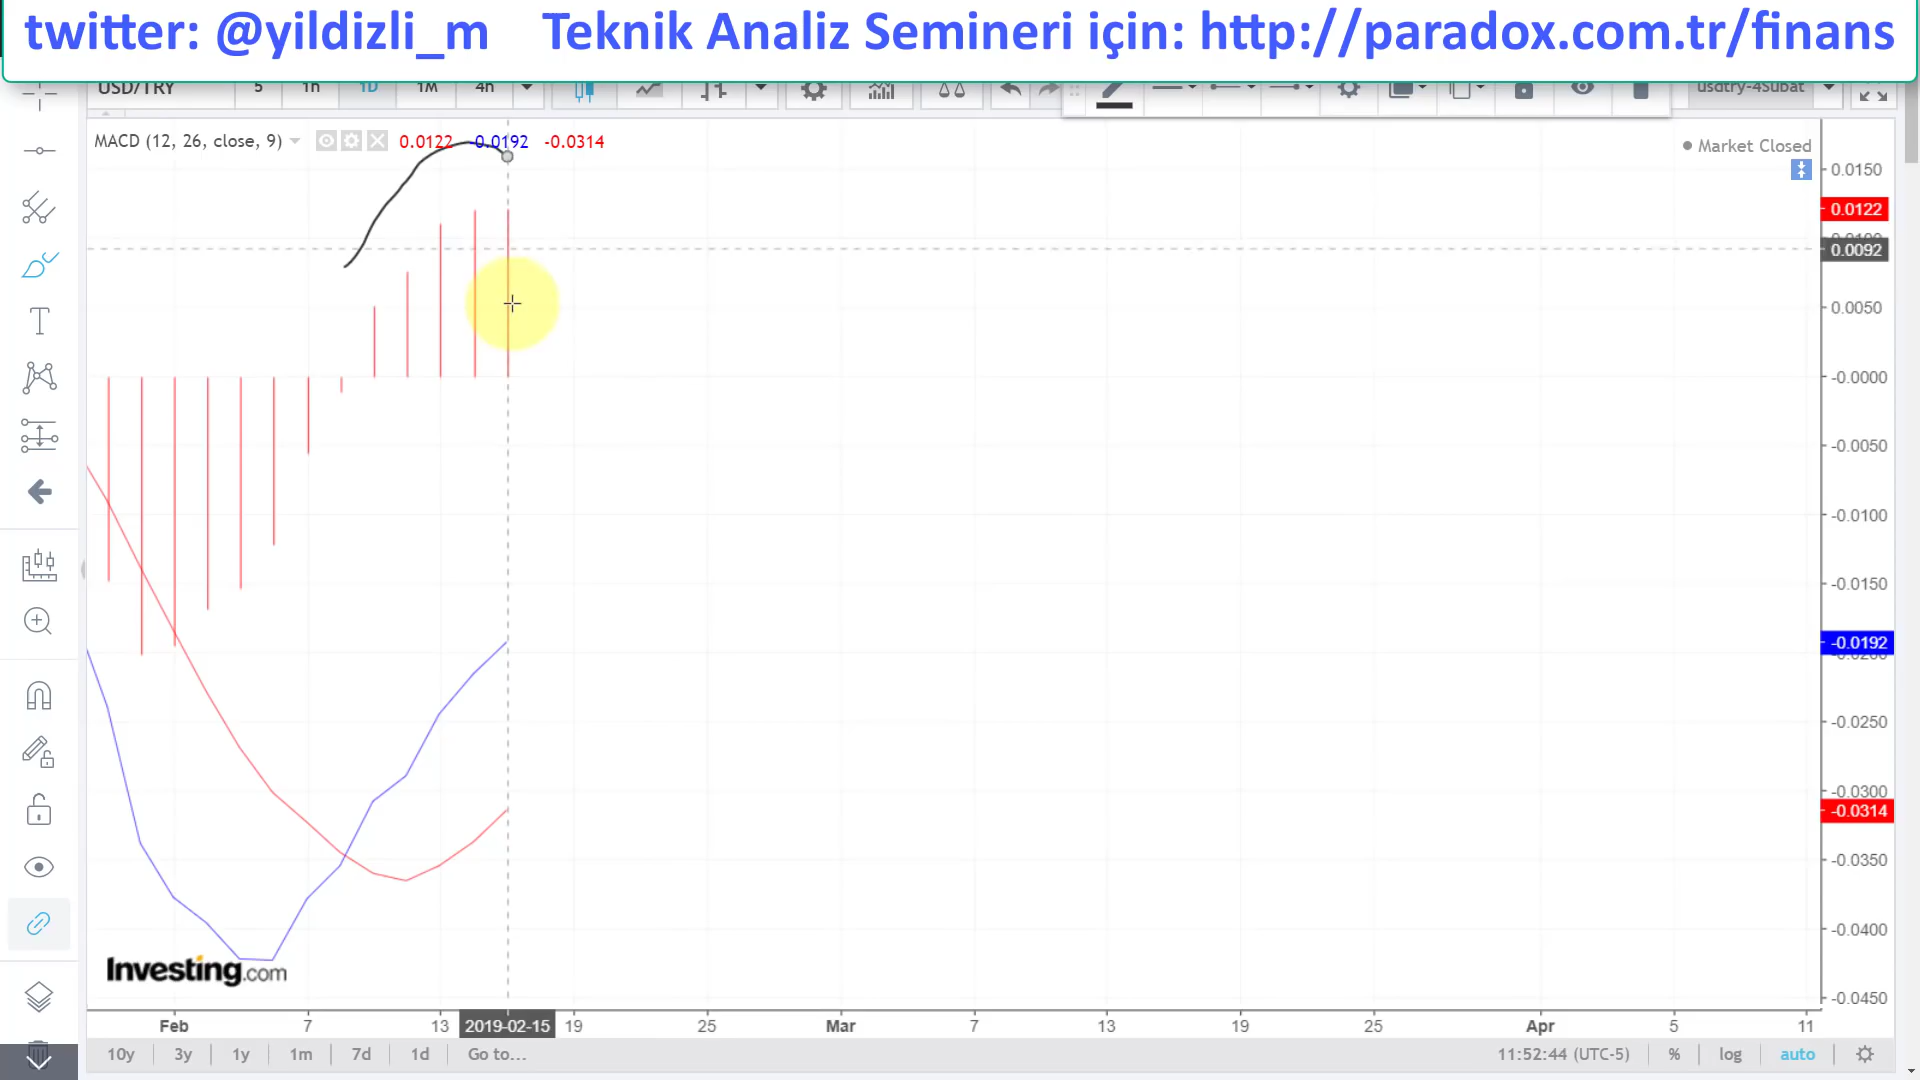 twitter: @yildizli_m Teknik Analiz Semineri için: http://paradox.com.tr/finans
USD/TRY 5 1h 1D 1M 4h usdtry-4Subat
MACD (12, 26, close, 9) 0.0122 -0.0192 -0.0314
Market Closed
0.0150
0.0122
0.0092
0.0050
-0.0000
-0.0050
-0.0100
-0.0150
-0.0192
-0.0250
-0.0300
-0.0314
-0.0350
-0.0400
-0.0450
Investing.com
Feb 7 13 2019-02-15 19 25 Mar 7 13 19 25 Apr 5 11
10y 3y 1y 1m 7d 1d Go to... 11:52:44 (UTC-5) % log auto